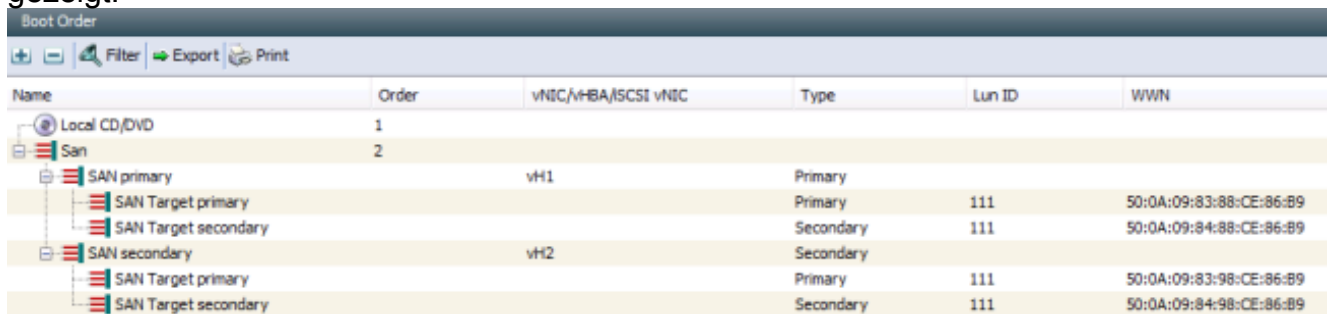 gezeigt.
Boot Order
Filter Export Print
Name Order vNIC/vHBA/iSCSI vNIC Type Lun ID WWN
Local CD/DVD 1
San 2
SAN primary vH1 Primary
SAN Target primary Primary 111 50:0A:09:83:88:CE:86:B9
SAN Target secondary Secondary 111 50:0A:09:84:88:CE:86:B9
SAN secondary vH2 Secondary
SAN Target primary Primary 111 50:0A:09:83:98:CE:86:B9
SAN Target secondary Secondary 111 50:0A:09:84:98:CE:86:B9